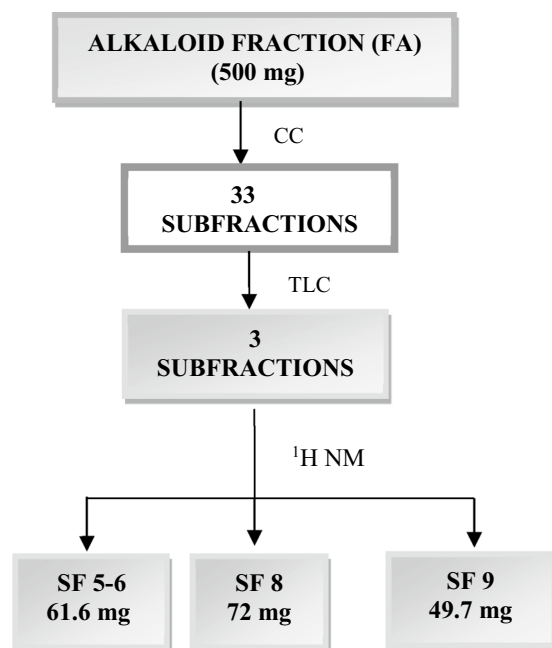 ALKALOID FRACTION (FA)
(500 mg)
CC
33
SUBFRACTIONS
TLC
3
SUBFRACTIONS
¹H NM
SF 5-6
61.6 mg
SF 8
72 mg
SF 9
49.7 mg